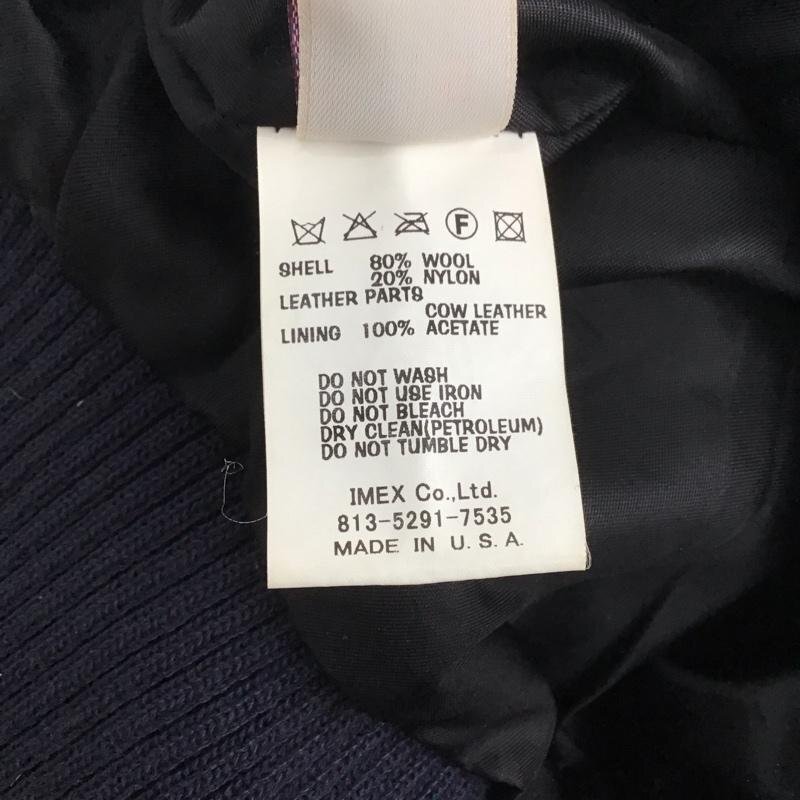 F
SHELL 80% WOOL
20% NYLON
LEATHER PARTS
COW LEATHER
LINING 100% ACETATE
DO NOT WASH
DO NOT USE IRON
DO NOT BLEACH
DRY CLEAN(PETROLEUM)
DO NOT TUMBLE DRY
IMEX Co.,Ltd.
813-5291-7535
MADE IN U.S.A.